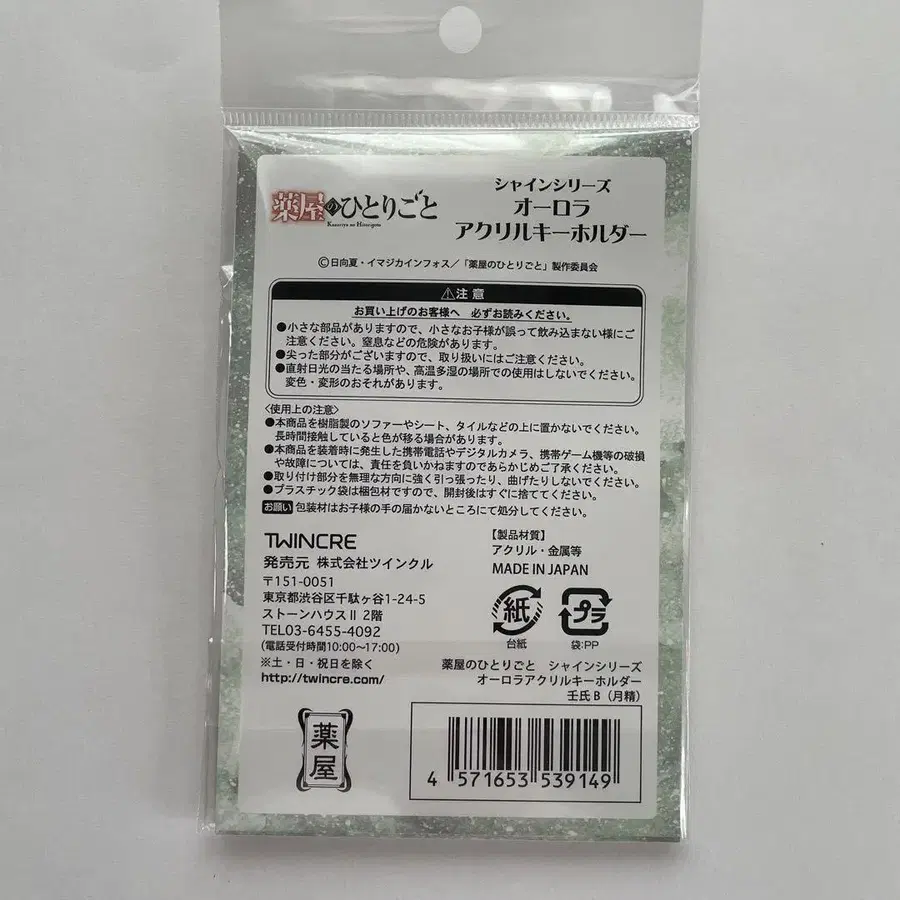 薬屋のひとりごと
Kusuriya no Hitorigoto
シャインシリーズ
オーロラ
アクリルキーホルダー
©日向夏・イマジカインフォス/「薬屋のひとりごと」製作委員会
⚠注意
お買い上げのお客様へ 必ずお読みください。
●小さな部品がありますので、小さなお子様が誤って飲み込まない様にご
注意ください。窒息などの危険があります。
●尖った部分がございますので、取り扱いにはご注意ください。
●直射日光の当たる場所や、高温多湿の場所での使用はしないでください。
変色・変形のおそれがあります。
〈使用上の注意〉
●本商品を樹脂製のソファーやシート、タイルなどの上に置かないでください。
長時間接触していると色が移る場合があります。
●本商品を装着時に発生した携帯電話やデジタルカメラ、携帯ゲーム機等の破損
や故障については、責任を負いかねますのであらかじめご了承ください。
●取り付け部分を無理な方向に強く引っ張ったり、曲げたりしないでください。
●プラスチック袋は梱包材ですので、開封後はすぐに捨ててください。
お願い 包装材はお子様の手の届かないところにて処分してください。
TWINCRE
発売元 株式会社ツインクル
〒151-0051
東京都渋谷区千駄ヶ谷1-24-5
ストーンハウスⅡ 2階
TEL03-6455-4092
(電話受付時間10:00〜17:00)
※土・日・祝日を除く
http://twincre.com/
【製品材質】
アクリル・金属等
MADE IN JAPAN
紙
台紙
プラ
袋:PP
薬屋のひとりごと シャインシリーズ
オーロラアクリルキーホルダー
壬氏B(月精)
薬屋
4 571653 539149